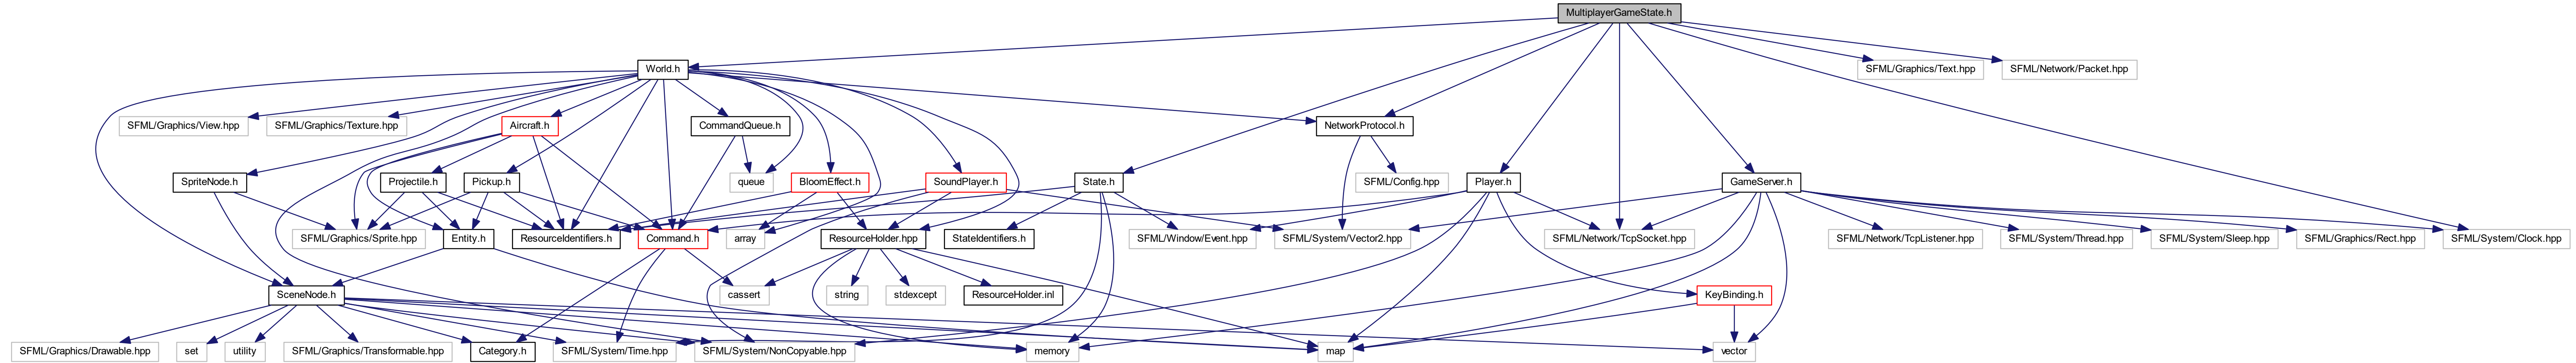 MultiplayerGameState.h
World.h
SFML/Graphics/Text.hpp
SFML/Network/Packet.hpp
SFML/Graphics/View.hpp
SFML/Graphics/Texture.hpp
Aircraft.h
CommandQueue.h
NetworkProtocol.h
SpriteNode.h
Projectile.h
Pickup.h
queue
BloomEffect.h
SoundPlayer.h
State.h
SFML/Config.hpp
Player.h
GameServer.h
SFML/Graphics/Sprite.hpp
Entity.h
ResourceIdentifiers.h
Command.h
array
ResourceHolder.hpp
StateIdentifiers.h
SFML/Window/Event.hpp
SFML/System/Vector2.hpp
SFML/Network/TcpSocket.hpp
SFML/Network/TcpListener.hpp
SFML/System/Thread.hpp
SFML/System/Sleep.hpp
SFML/Graphics/Rect.hpp
SFML/System/Clock.hpp
SceneNode.h
cassert
string
stdexcept
ResourceHolder.inl
KeyBinding.h
SFML/Graphics/Drawable.hpp
set
utility
SFML/Graphics/Transformable.hpp
Category.h
SFML/System/Time.hpp
SFML/System/NonCopyable.hpp
memory
map
vector